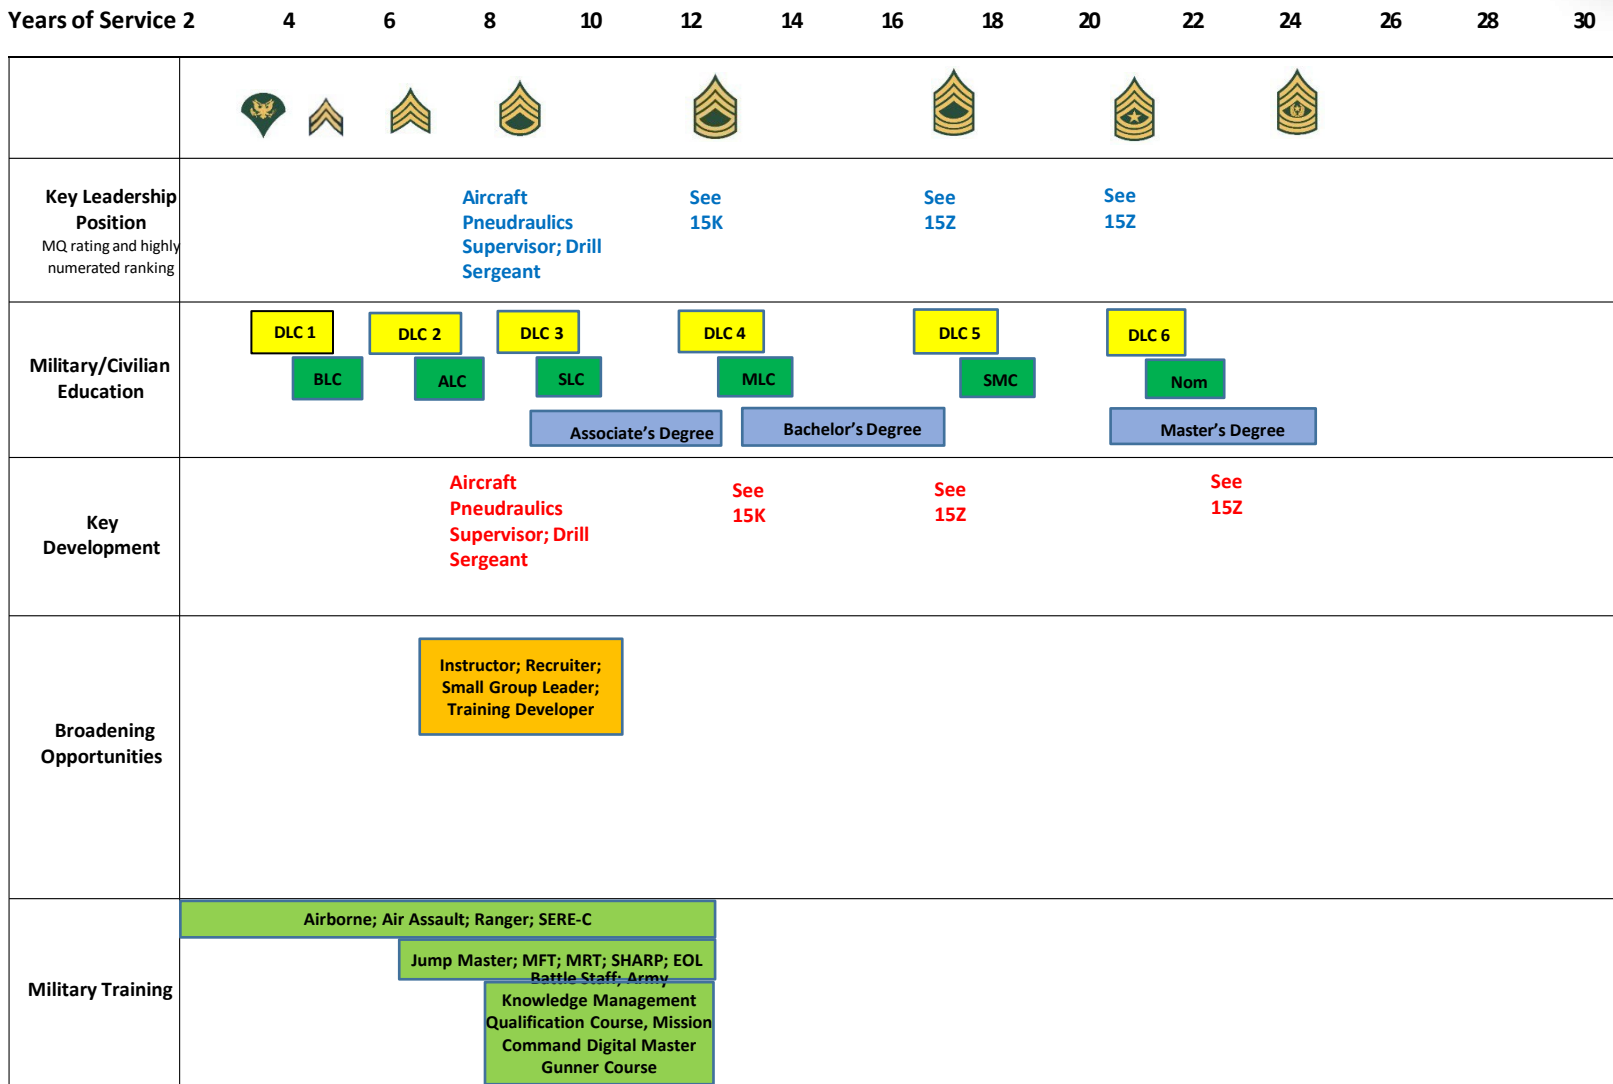 Years of Service 2 4 6 8 10 12 14 16 18 20 22 24 26 28 30
Key Leadership
Position
MQ rating and highly
numerated ranking
Aircraft
Pneudraulics
Supervisor; Drill
Sergeant
See
15K
See
15Z
See
15Z
Military/Civilian
Education
DLC 1
DLC 2
DLC 3
DLC 4
DLC 5
DLC 6
BLC
ALC
SLC
MLC
SMC
Nom
Associate's Degree
Bachelor's Degree
Master's Degree
Key
Development
Aircraft
Pneudraulics
Supervisor; Drill
Sergeant
See
15K
See
15Z
See
15Z
Broadening
Opportunities
Instructor; Recruiter;
Small Group Leader;
Training Developer
Military Training
Airborne; Air Assault; Ranger; SERE-C
Jump Master; MFT; MRT; SHARP; EOL
Battle Staff; Army
Knowledge Management
Qualification Course, Mission
Command Digital Master
Gunner Course